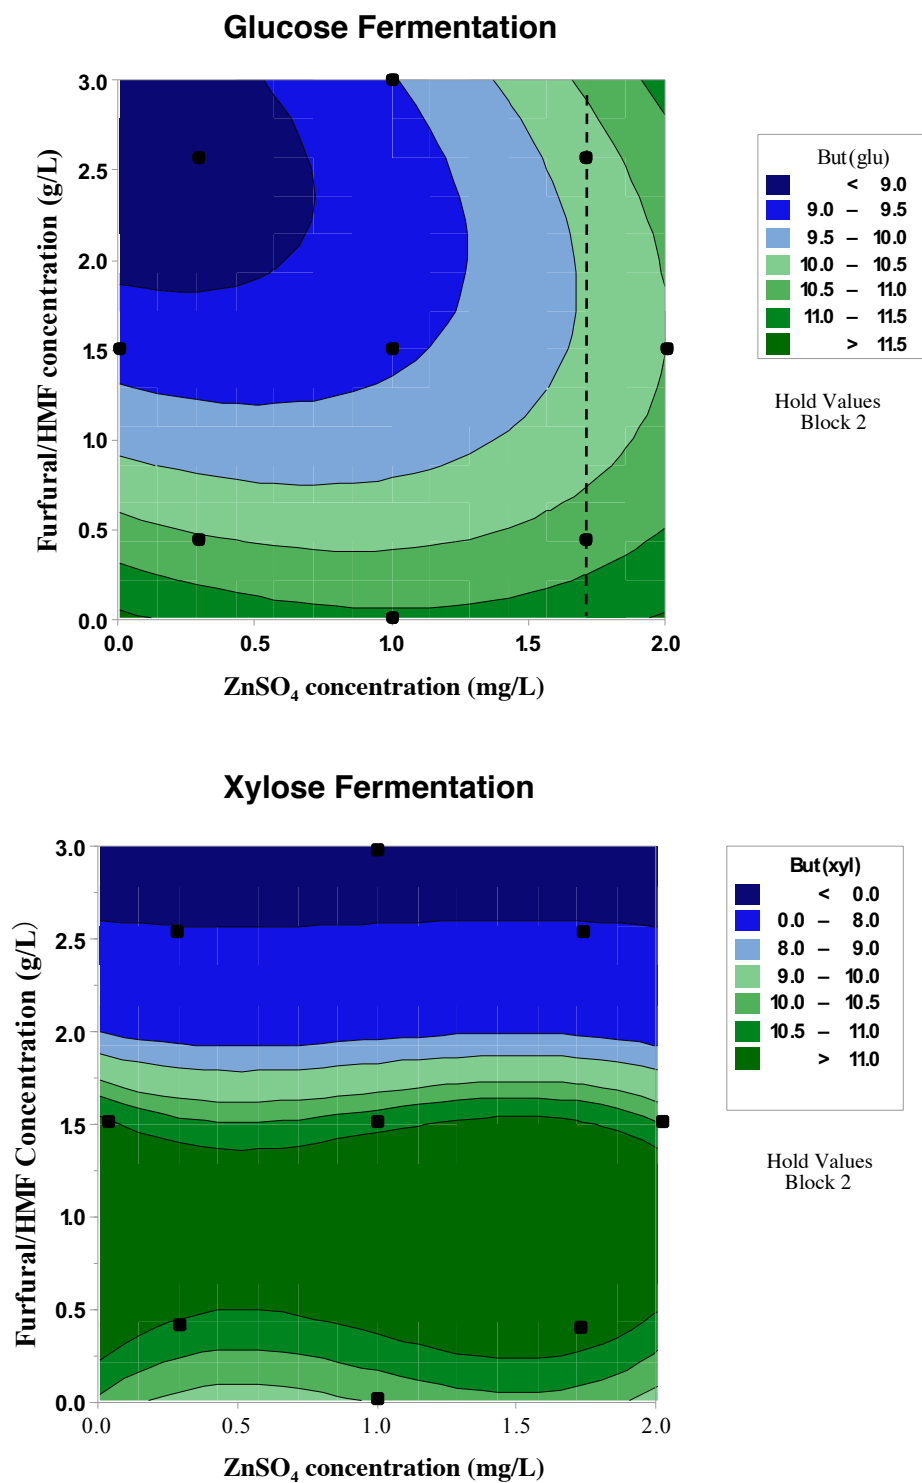 Glucose Fermentation
Furfural/HMF concentration (g/L)
3.0
2.5
2.0
1.5
1.0
0.5
0.0
0.0 0.5 1.0 1.5 2.0
ZnSO4 concentration (mg/L)
But(glu)
< 9.0
9.0 – 9.5
9.5 – 10.0
10.0 – 10.5
10.5 – 11.0
11.0 – 11.5
> 11.5
Hold Values
Block 2
Xylose Fermentation
Furfural/HMF Concentration (g/L)
3.0
2.5
2.0
1.5
1.0
0.5
0.0
0.0 0.5 1.0 1.5 2.0
ZnSO4 concentration (mg/L)
But(xyl)
< 0.0
0.0 – 8.0
8.0 – 9.0
9.0 – 10.0
10.0 – 10.5
10.5 – 11.0
> 11.0
Hold Values
Block 2